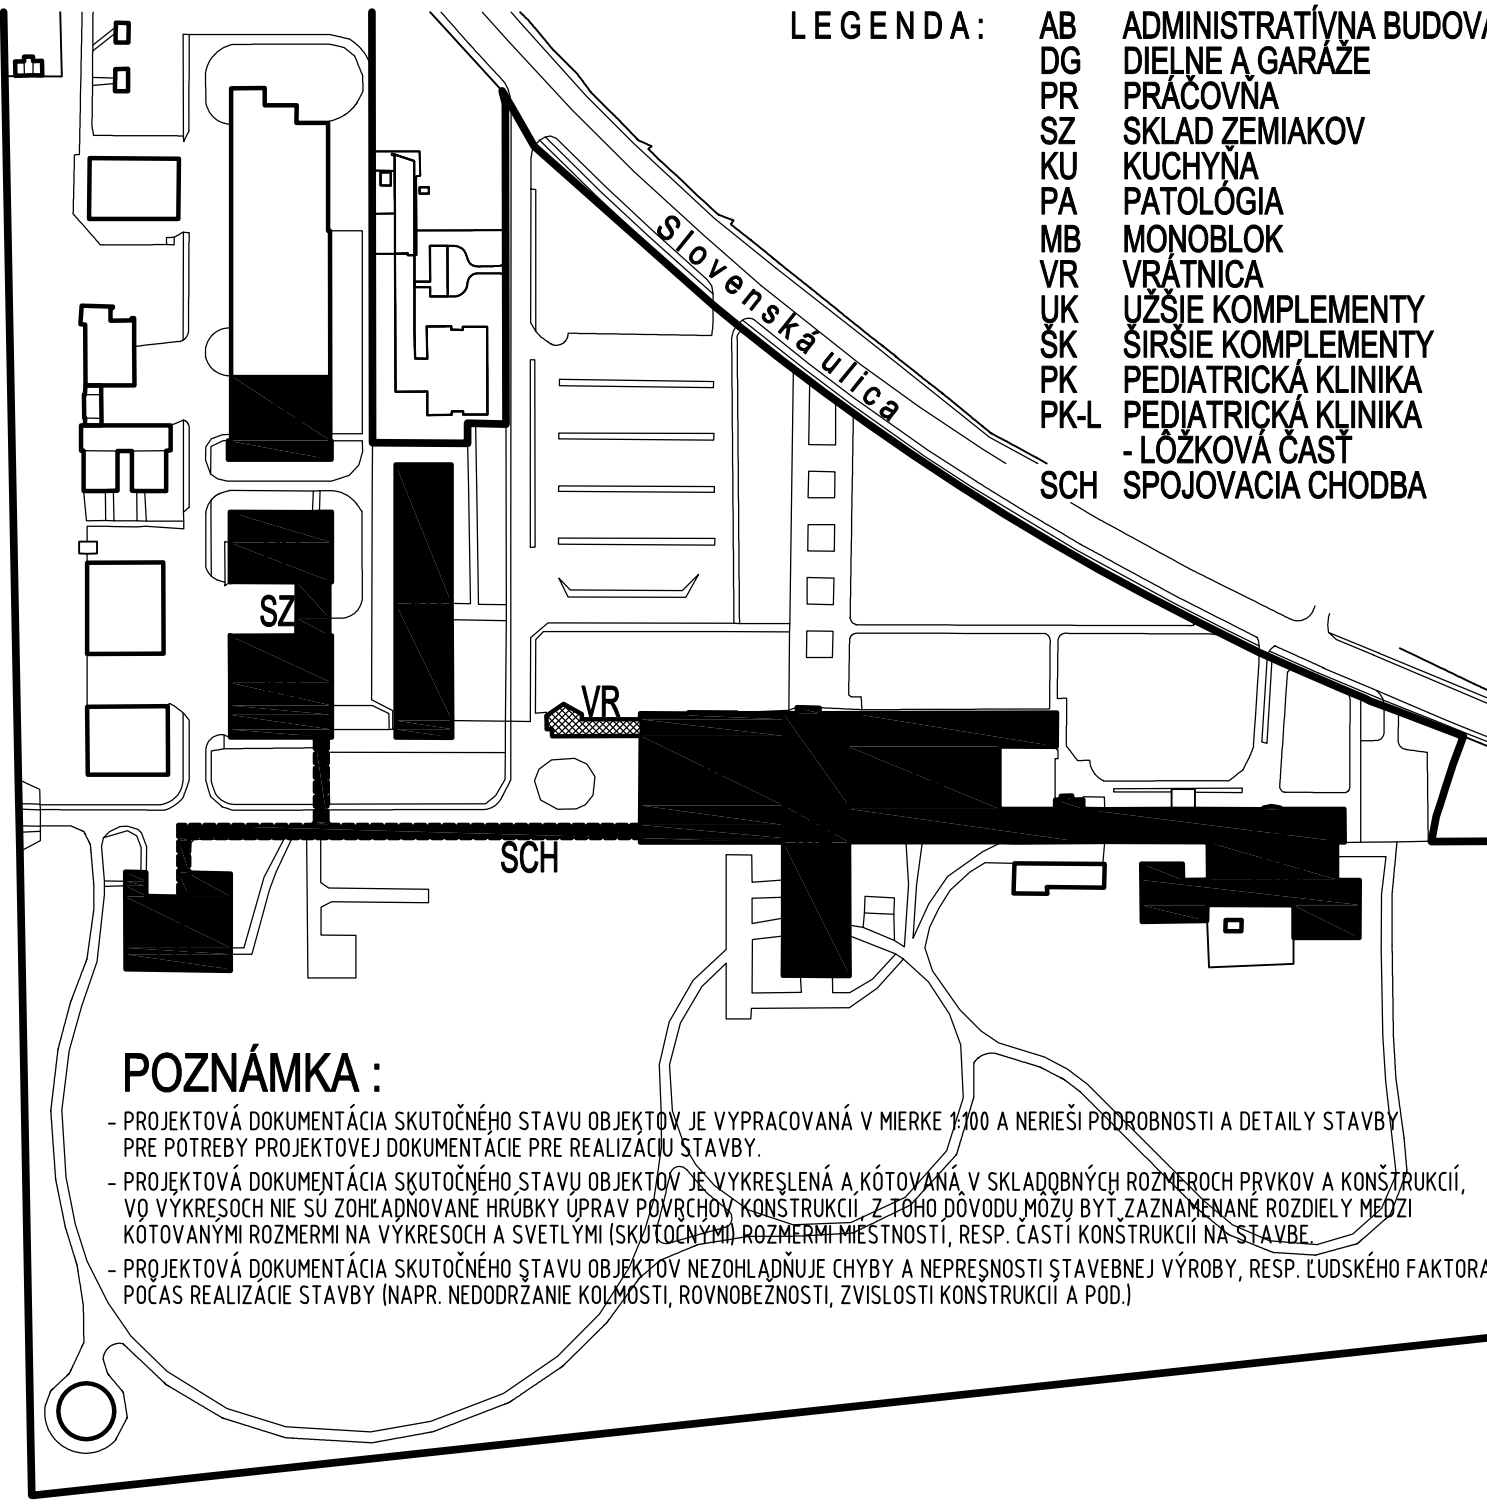 LEGENDA:
AB ADMINISTRATÍVNA BUDOVA
DG DIELNE A GARÁŽE
PR PRÁČOVŇA
SZ SKLAD ZEMIAKOV
KU KUCHYŇA
PA PATOLÓGIA
MB MONOBLOK
VR VRÁTNICA
UK UŽŠIE KOMPLEMENTY
ŠK ŠIRŠIE KOMPLEMENTY
PK PEDIATRICKÁ KLINIKA
PK-L PEDIATRICKÁ KLINIKA
- LÔŽKOVÁ ČASŤ
SCH SPOJOVACIA CHODBA
Slovenská ulica
SZ
VR
SCH
POZNÁMKA :
- PROJEKTOVÁ DOKUMENTÁCIA SKUTOČNÉHO STAVU OBJEKTOV JE VYPRACOVANÁ V MIERKE 1:100 A NERIEŠI PODROBNOSTI A DETAILY STAVBY
PRE POTREBY PROJEKTOVEJ DOKUMENTÁCIE PRE REALIZÁCIU STAVBY.
- PROJEKTOVÁ DOKUMENTÁCIA SKUTOČNÉHO STAVU OBJEKTOV JE VYKRESLENÁ A KÓTOVANÁ V SKLADOBNÝCH ROZMEROCH PRVKOV A KONŠTRUKCIÍ,
VO VÝKRESOCH NIE SÚ ZOHĽADŇOVANÉ HRÚBKY ÚPRAV POVRCHOV KONŠTRUKCIÍ, Z TOHO DÔVODU MÔŽU BYŤ ZAZNAMENANÉ ROZDIELY MEDZI
KÓTOVANÝMI ROZMERMI NA VÝKRESOCH A SVETLÝMI (SKUTOČNÝMI) ROZMERMI MIESTNOSTÍ, RESP. ČASTÍ KONŠTRUKCIÍ NA STAVBE.
- PROJEKTOVÁ DOKUMENTÁCIA SKUTOČNÉHO STAVU OBJEKTOV NEZOHLADŇUJE CHYBY A NEPRESNOSTI STAVEBNEJ VÝROBY, RESP. ĽUDSKÉHO FAKTORA
POČAS REALIZÁCIE STAVBY (NAPR. NEDODRŽANIE KOLMOSTI, ROVNOBEŽNOSTI, ZVISLOSTI KONŠTRUKCIÍ A POD.)